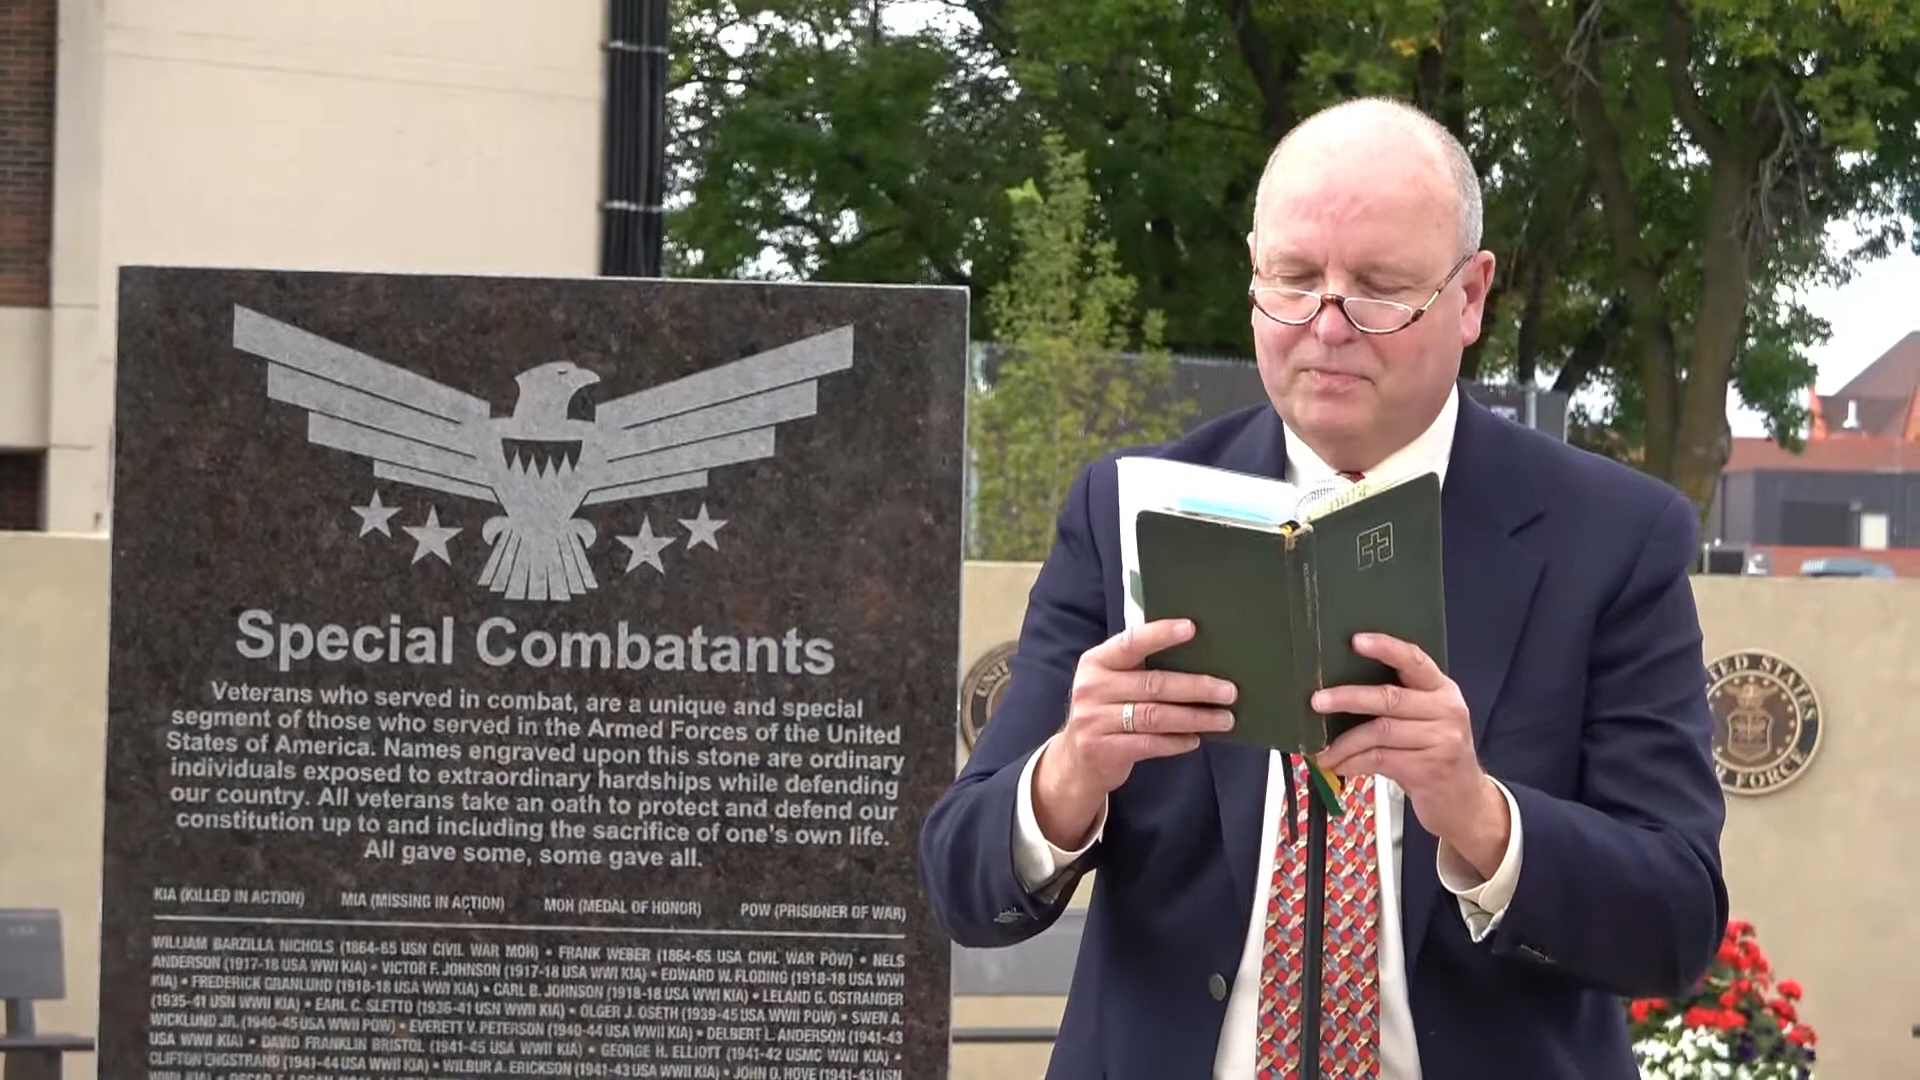 Special Combatants
Veterans who served in combat, are a unique and special
segment of those who served in the Armed Forces of the United
States of America. Names engraved upon this stone are ordinary
individuals exposed to extraordinary hardships while defending
our country. All veterans take an oath to protect and defend our
constitution up to and including the sacrifice of one's own life.
All gave some, some gave all.
KIA (KILLED IN ACTION) MIA (MISSING IN ACTION) MOH (MEDAL OF HONOR) POW (PRISIONER OF WAR)
WILLIAM BARZILLA NICHOLS (1864-65 USN CIVIL WAR MOH) • FRANK WEBER (1864-65 USA CIVIL WAR POW) • NELS
ANDERSON (1917-18 USA WWI KIA) • VICTOR F. JOHNSON (1917-18 USA WWI KIA) • EDWARD W. FLODING (1918-18 USA WWI
KIA) • FREDERICK GRANLUND (1918-18 USA WWI KIA) • CARL B. JOHNSON (1918-18 USA WWI KIA) • LELAND G. OSTRANDER
(1935-41 USN WWII KIA) • EARL C. SLETTO (1936-41 USN WWII KIA) • OLGER J. OSETH (1939-45 USA WWII POW) • SWEN A.
WICKLUND JR. (1940-45 USA WWII POW) • EVERETT V. PETERSON (1940-44 USA WWII KIA) • DELBERT L. ANDERSON (1941-43
USA WWII KIA) • DAVID FRANKLIN BRISTOL (1941-45 USA WWII KIA) • GEORGE H. ELLIOTT (1941-42 USMC WWII KIA) •
CLIFTON ENGSTRAND (1941-44 USA WWII KIA) • WILBUR A. ERICKSON (1941-43 USA WWII KIA) • JOHN O. HOVE (1941-43 USN
UNIT
ED STATES
FORCE